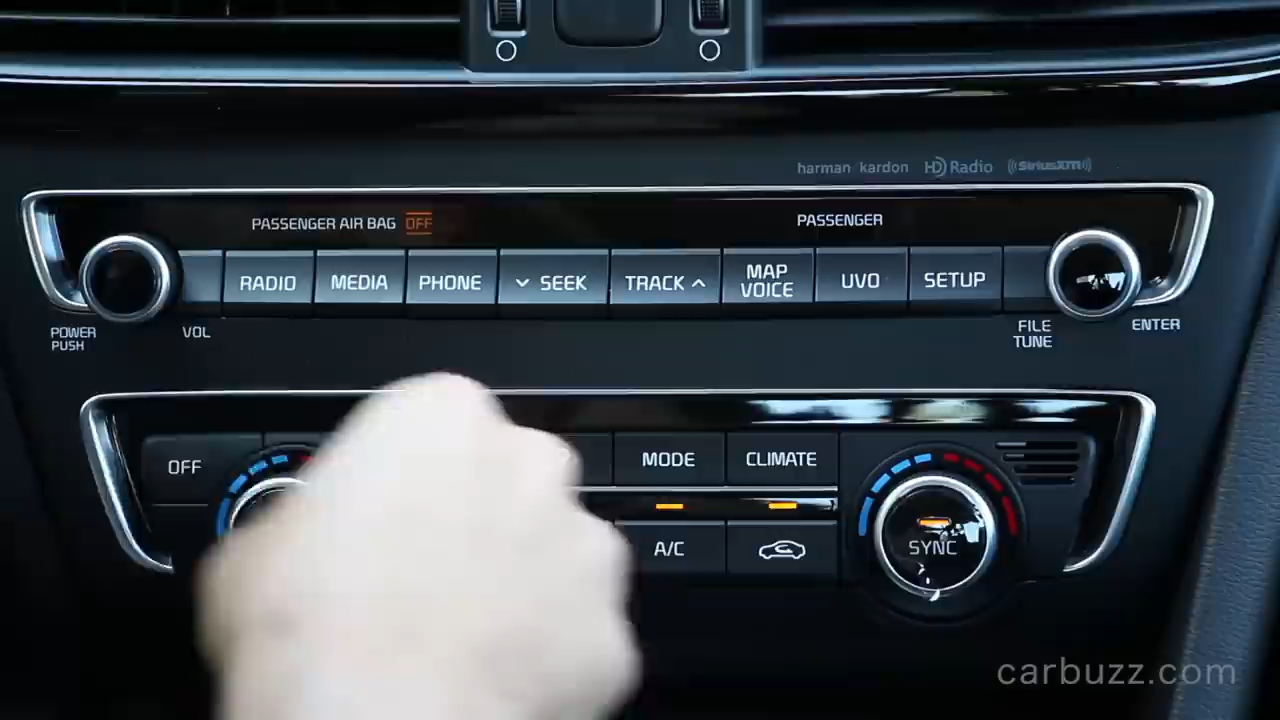 harman / kardon HD Radio SiriusXM
PASSENGER AIR BAG OFF
PASSENGER
RADIO MEDIA PHONE SEEK TRACK MAP VOICE UVO SETUP
POWER PUSH
VOL
FILE TUNE
ENTER
OFF MODE CLIMATE
A/C SYNC
carbuzz.com